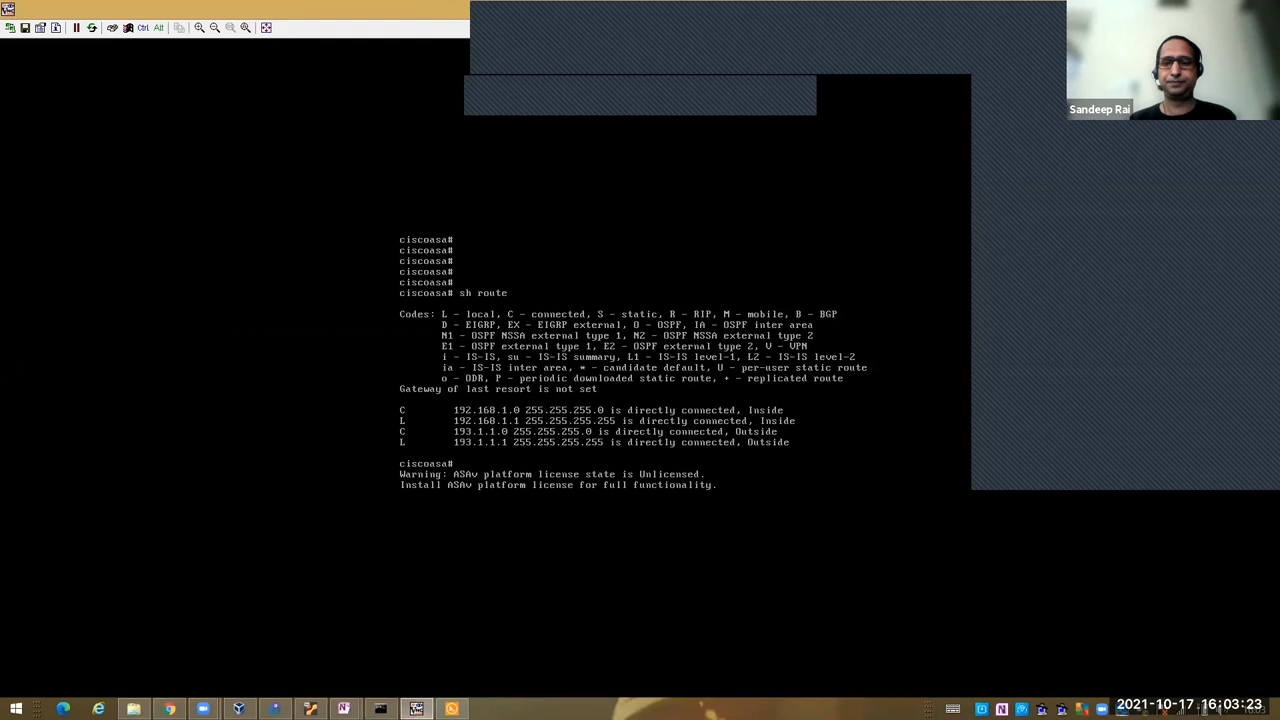 Ctrl Alt
Sandeep Rai
ciscoasa#
ciscoasa#
ciscoasa#
ciscoasa#
ciscoasa#
ciscoasa# sh route
Codes: L - local, C - connected, S - static, R - RIP, M - mobile, B - BGP
D - EIGRP, EX - EIGRP external, O - OSPF, IA - OSPF inter area
N1 - OSPF NSSA external type 1, N2 - OSPF NSSA external type 2
E1 - OSPF external type 1, E2 - OSPF external type 2, V - VPN
i - IS-IS, su - IS-IS summary, L1 - IS-IS level-1, L2 - IS-IS level-2
ia - IS-IS inter area, * - candidate default, U - per-user static route
o - ODR, P - periodic downloaded static route, + - replicated route
Gateway of last resort is not set
C 192.168.1.0 255.255.255.0 is directly connected, Inside
L 192.168.1.1 255.255.255.255 is directly connected, Inside
C 193.1.1.0 255.255.255.0 is directly connected, Outside
L 193.1.1.1 255.255.255.255 is directly connected, Outside
ciscoasa#
Warning: ASAv platform license state is Unlicensed.
Install ASAv platform license for full functionality.
2021-10-17 16:03:23